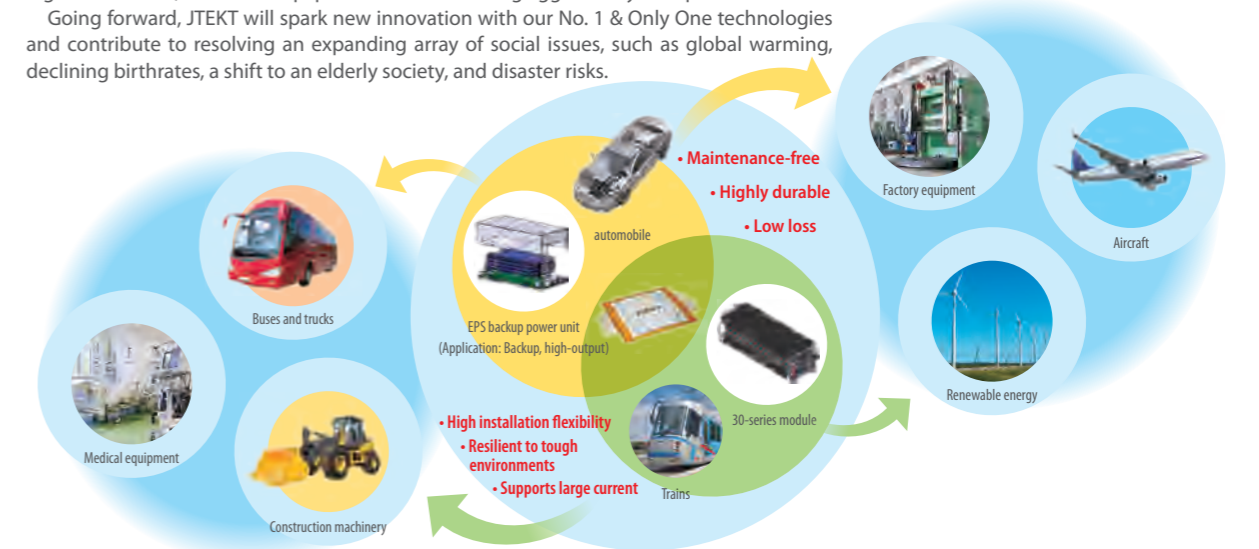 Going forward, JTEKT will spark new innovation with our No. 1 & Only One technologies
and contribute to resolving an expanding array of social issues, such as global warming,
declining birthrates, a shift to an elderly society, and disaster risks.
• Maintenance-free
• Highly durable
• Low loss
automobile
Factory equipment
Aircraft
Buses and trucks
EPS backup power unit
(Application: Backup, high-output)
Renewable energy
30-series module
• High installation flexibility
• Resilient to tough
environments
• Supports large current
Trains
Medical equipment
Construction machinery